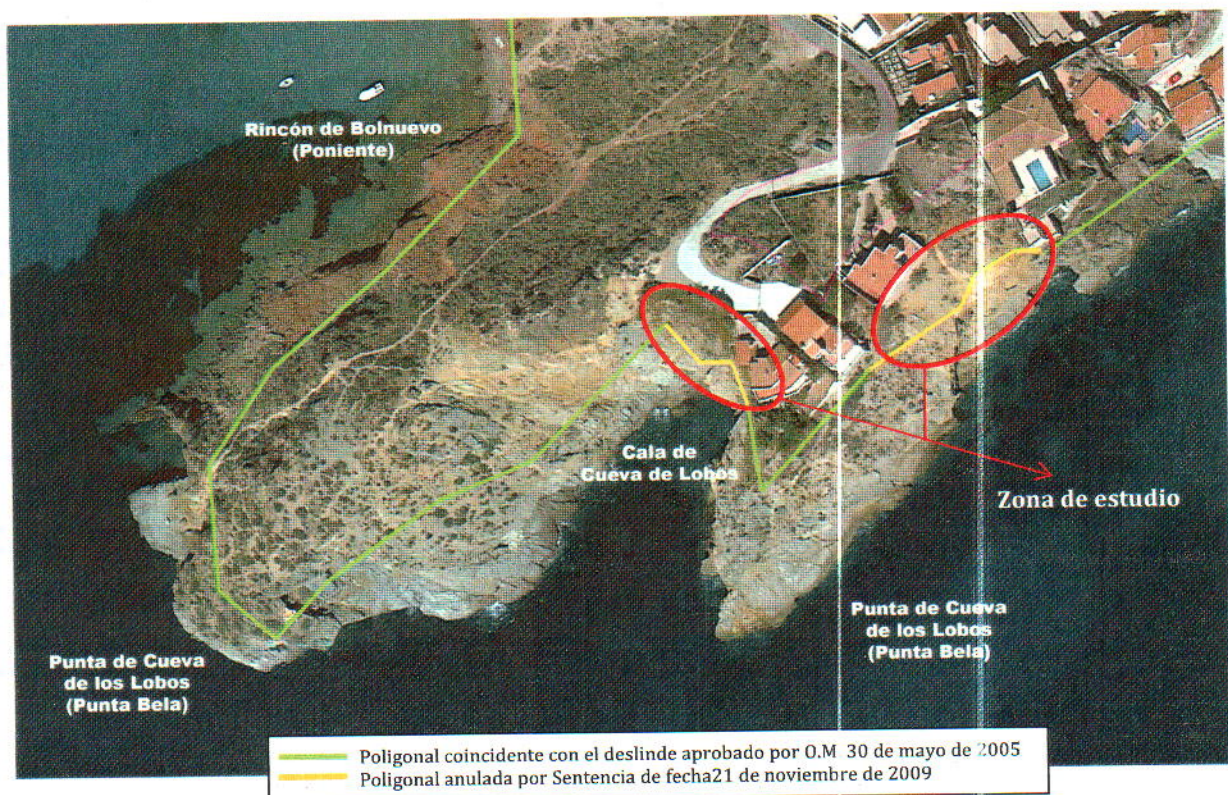 Rincón de Bolnuevo
(Poniente)
Cala de
Cueva de Lobos
Zona de estudio
Punta de Cueva
de los Lobos
(Punta Bela)
Punta de Cueva
de los Lobos
(Punta Bela)
Poligonal coincidente con el deslinde aprobado por O.M 30 de mayo de 2005
Poligonal anulada por Sentencia de fecha21 de noviembre de 2009